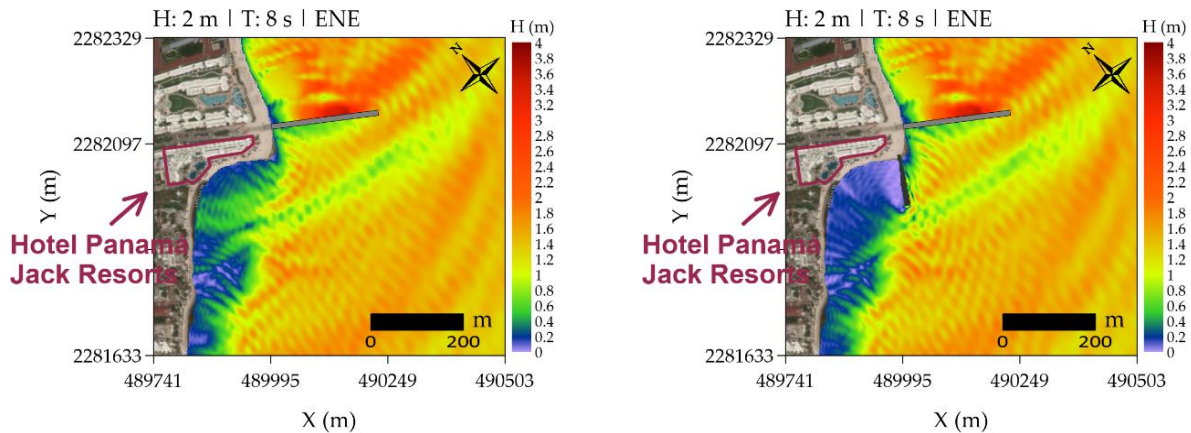 H: 2 m | T: 8 s | ENE
H (m)
2282329
4
3.8
3.6
3.4
3.2
3
2.8
2.6
2.4
2.2
2
1.8
1.6
1.4
1.2
1
0.8
0.6
0.4
0.2
0
N
2282097
Y (m)
Hotel Panama
Jack Resorts
m
0 200
2281633
489741 489995 490249 490503
X (m)
H: 2 m | T: 8 s | ENE
H (m)
2282329
4
3.8
3.6
3.4
3.2
3
2.8
2.6
2.4
2.2
2
1.8
1.6
1.4
1.2
1
0.8
0.6
0.4
0.2
0
N
2282097
Y (m)
Hotel Panama
Jack Resorts
m
0 200
2281633
489741 489995 490249 490503
X (m)